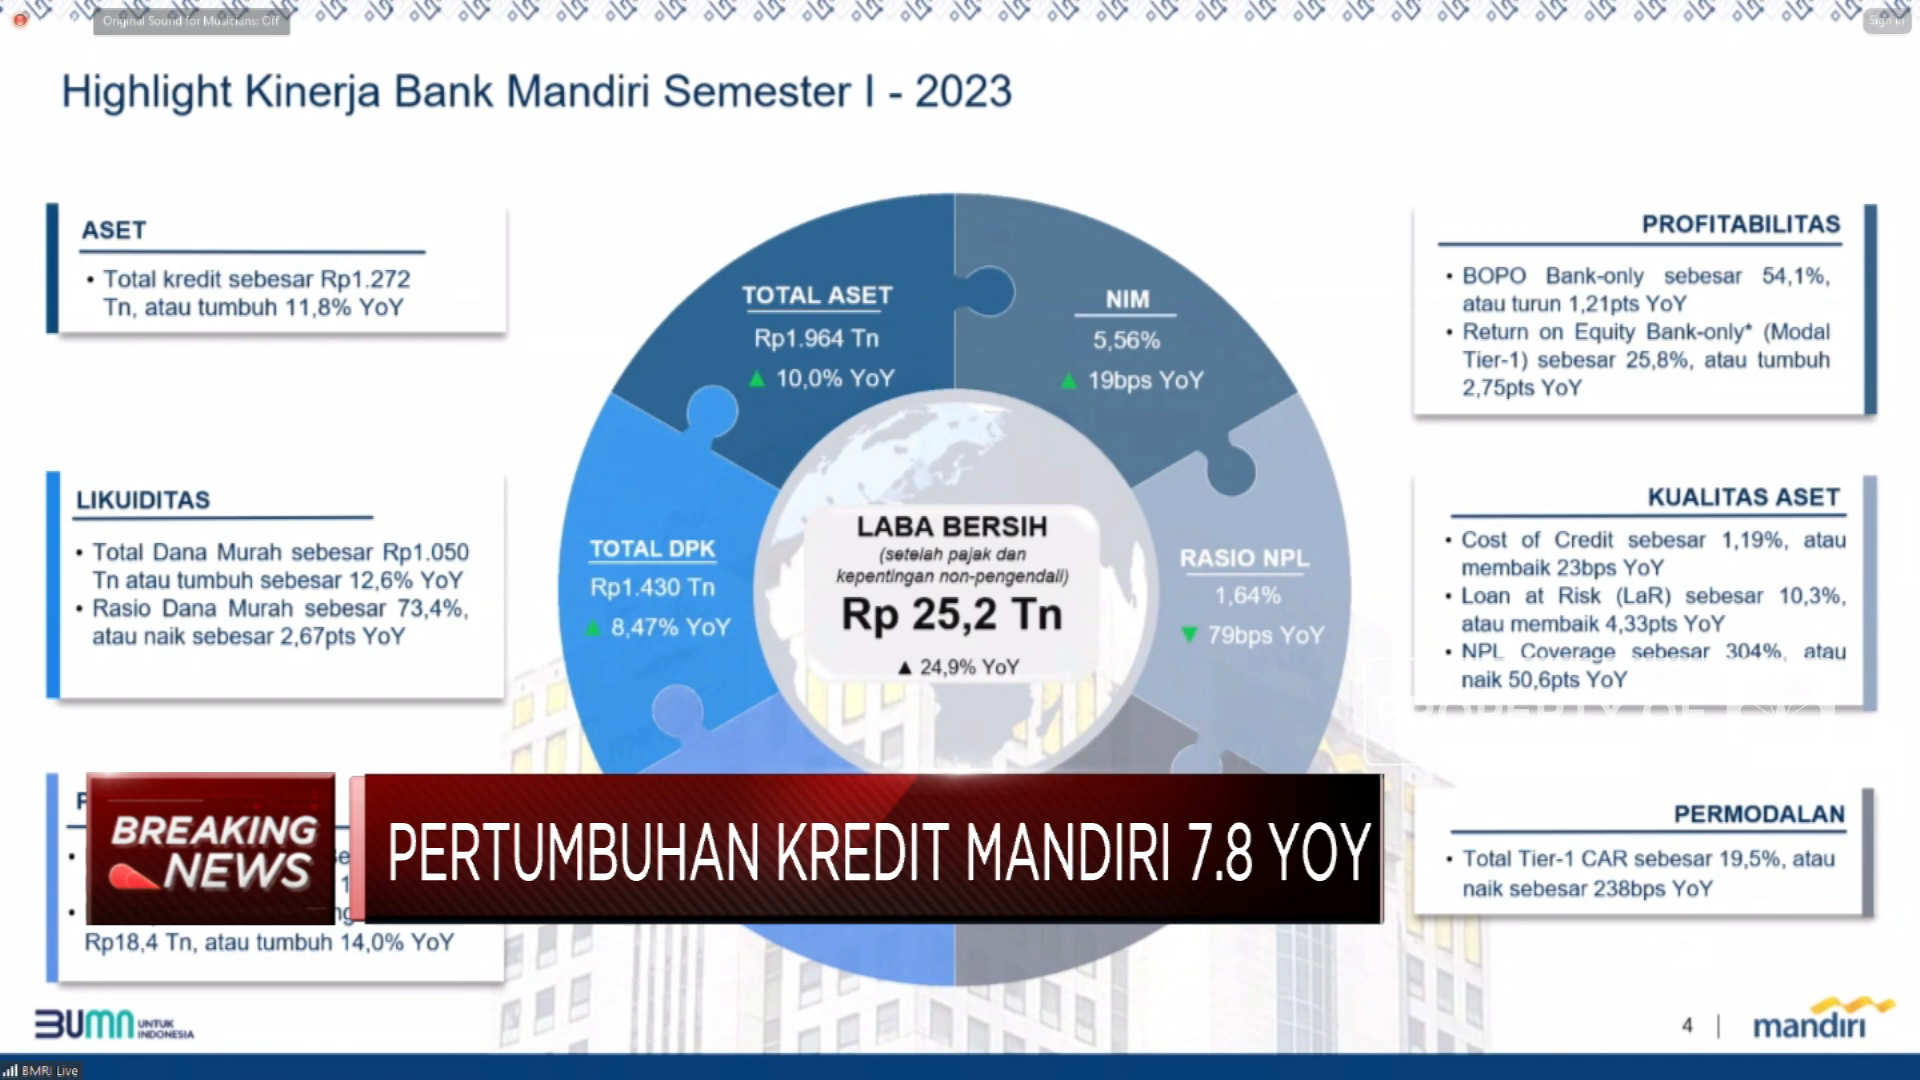 Original Sound for Musicians: Off
Sign in
Highlight Kinerja Bank Mandiri Semester I - 2023
ASET
• Total kredit sebesar Rp1.272
Tn, atau tumbuh 11,8% YoY
LIKUIDITAS
• Total Dana Murah sebesar Rp1.050
Tn atau tumbuh sebesar 12,6% YoY
• Rasio Dana Murah sebesar 73,4%,
atau naik sebesar 2,67pts YoY
Rp18,4 Tn, atau tumbuh 14,0% YoY
TOTAL ASET
Rp1.964 Tn
▲ 10,0% YoY
NIM
5,56%
▲ 19bps YoY
TOTAL DPK
Rp1.430 Tn
▲ 8,47% YoY
LABA BERSIH
(setelah pajak dan
kepentingan non-pengendali)
Rp 25,2 Tn
▲ 24,9% YoY
RASIO NPL
1,64%
▼ 79bps YoY
PROFITABILITAS
• BOPO Bank-only sebesar 54,1%,
atau turun 1,21pts YoY
• Return on Equity Bank-only* (Modal
Tier-1) sebesar 25,8%, atau tumbuh
2,75pts YoY
KUALITAS ASET
• Cost of Credit sebesar 1,19%, atau
membaik 23bps YoY
• Loan at Risk (LaR) sebesar 10,3%,
atau membaik 4,33pts YoY
• NPL Coverage sebesar 304%, atau
naik 50,6pts YoY
PROPERTY OF
PERMODALAN
• Total Tier-1 CAR sebesar 19,5%, atau
naik sebesar 238bps YoY
BREAKING
NEWS
PERTUMBUHAN KREDIT MANDIRI 7.8 YOY
BUMN UNTUK
INDONESIA
4
mandiri
BMRI Live